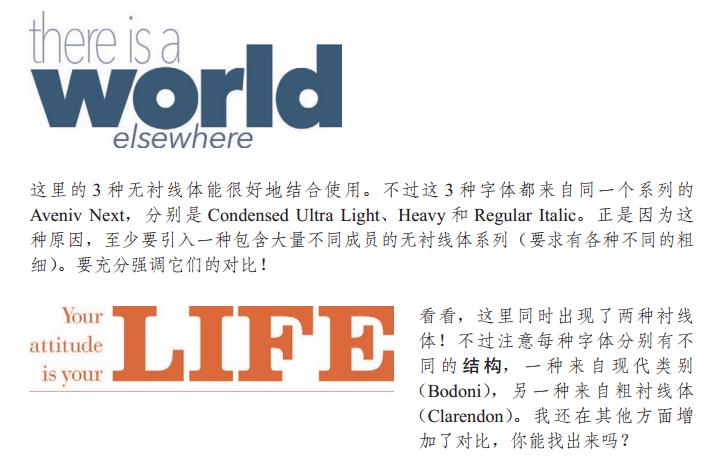 there is a
world
elsewhere
这里的 3 种无衬线体能很好地结合使用。不过这 3 种字体都来自同一个系列的
Aveniv Next，分别是 Condensed Ultra Light、Heavy 和 Regular Italic。正是因为这
种原因，至少要引入一种包含大量不同成员的无衬线体系列（要求有各种不同的粗
细）。要充分强调它们的对比！
Your
attitude
is your
LIFE
看看，这里同时出现了两种衬线
体！不过注意每种字体分别有不
同的结构，一种来自现代类别
（Bodoni），另一种来自粗衬线体
（Clarendon）。我还在其他方面增
加了对比，你能找出来吗？